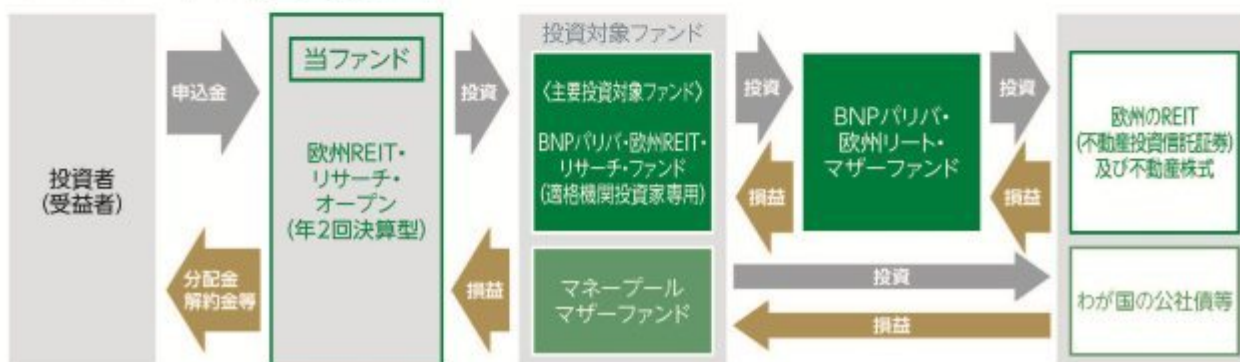 投資者
(受益者)
申込金
分配金
解約金等
当ファンド
欧州REIT・
リサーチ・
オープン
(年2回決算型)
投資
損益
投資対象ファンド
〈主要投資対象ファンド〉
BNPパリバ・欧州REIT・
リサーチ・ファンド
(適格機関投資家専用)
マネープール
マザーファンド
投資
損益
BNPパリバ・
欧州リート・
マザーファンド
投資
損益
投資
損益
欧州のREIT
(不動産投資信託証券)
及び不動産株式
わが国の公社債等